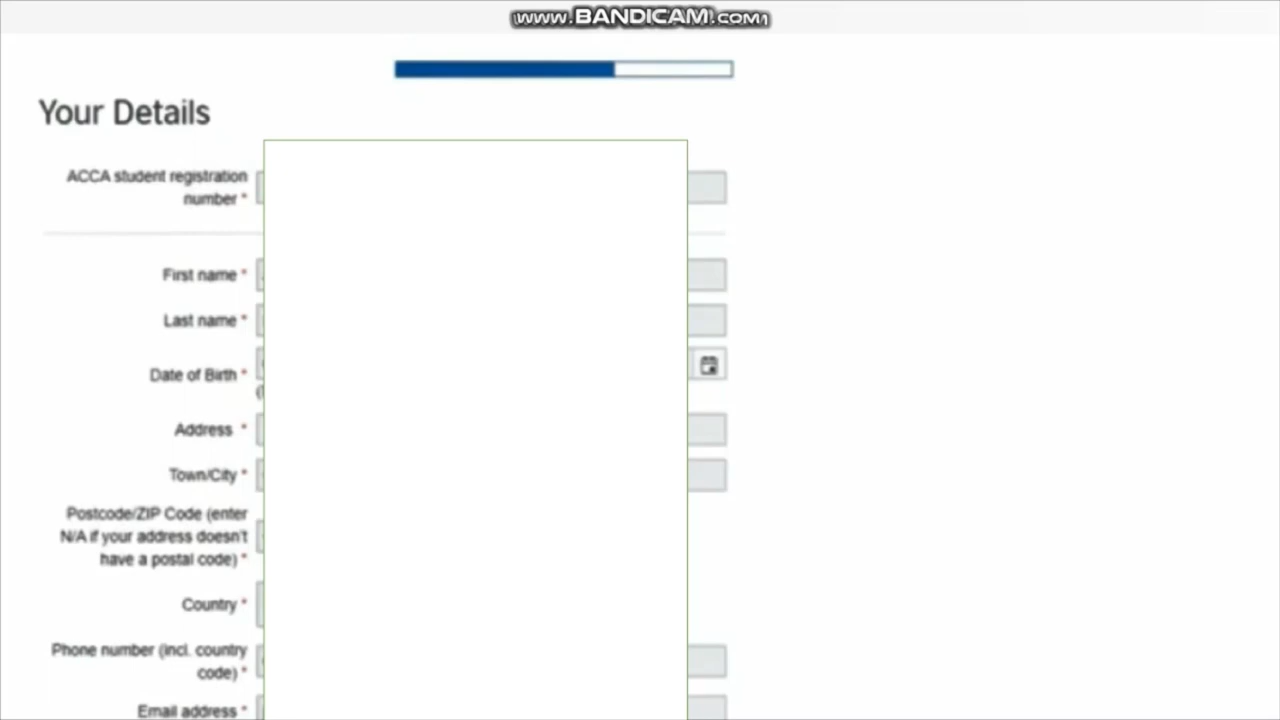 www.BANDICAM.COM
Your Details
ACCA student registration
number *
First name *
Last name *
Date of Birth *
Address *
Town/City *
Postcode/ZIP Code (enter
N/A if your address doesn't
have a postal code) *
Country *
Phone number (incl. country
code) *
Email address *